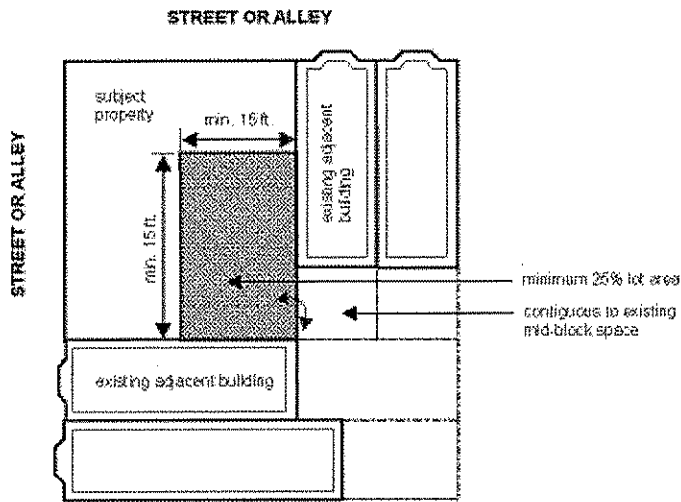 STREET OR ALLEY
subject
property
min. 15 ft.
STREET OR ALLEY
min. 15 ft.
existing adjacent
building
minimum 25% lot area
contiguous to existing
mid-block space
existing adjacent building